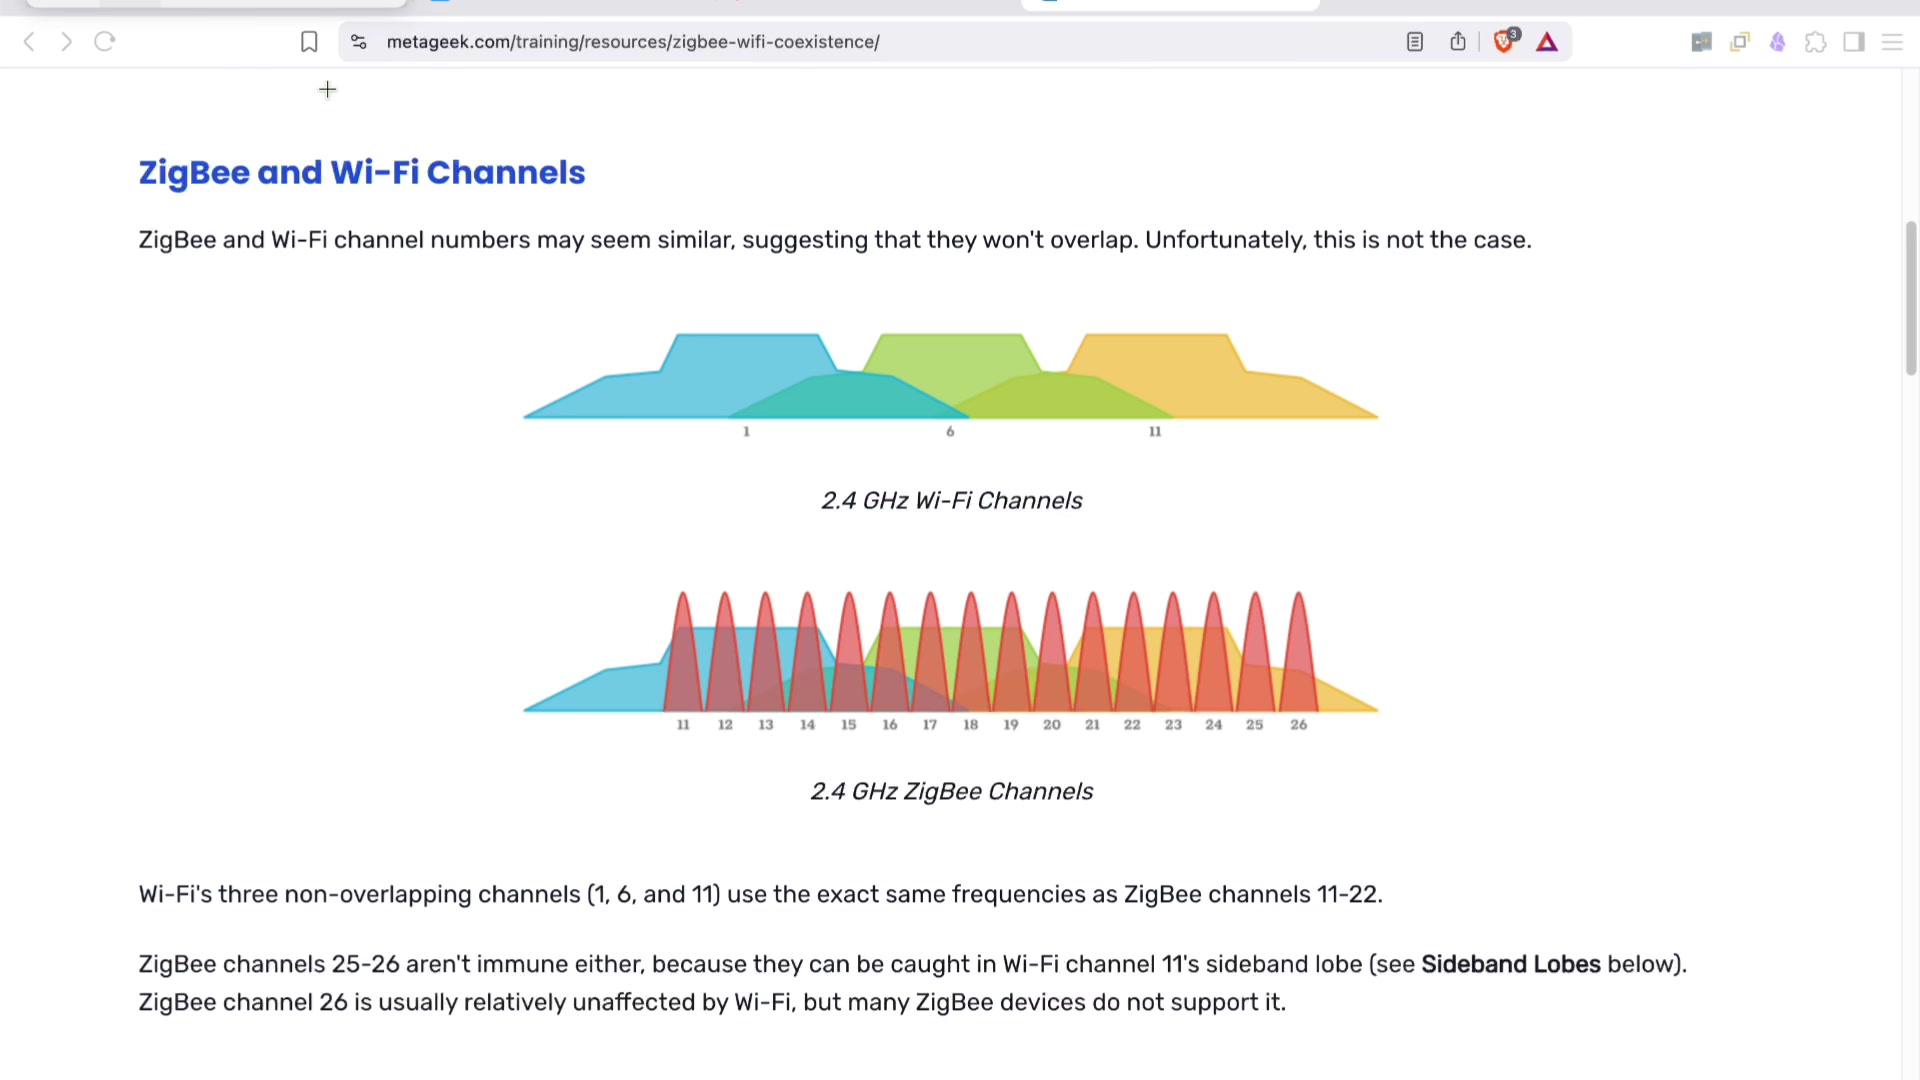 metageek.com/training/resources/zigbee-wifi-coexistence/
3
ZigBee and Wi-Fi Channels
ZigBee and Wi-Fi channel numbers may seem similar, suggesting that they won't overlap. Unfortunately, this is not the case.
1 6 11
2.4 GHz Wi-Fi Channels
11 12 13 14 15 16 17 18 19 20 21 22 23 24 25 26
2.4 GHz ZigBee Channels
Wi-Fi's three non-overlapping channels (1, 6, and 11) use the exact same frequencies as ZigBee channels 11-22.
ZigBee channels 25-26 aren't immune either, because they can be caught in Wi-Fi channel 11's sideband lobe (see Sideband Lobes below).
ZigBee channel 26 is usually relatively unaffected by Wi-Fi, but many ZigBee devices do not support it.